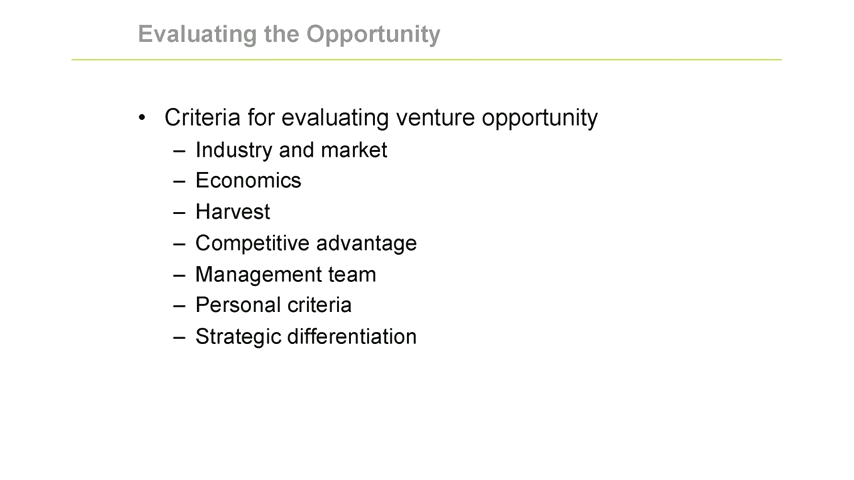 Evaluating the Opportunity
• Criteria for evaluating venture opportunity
– Industry and market
– Economics
– Harvest
– Competitive advantage
– Management team
– Personal criteria
– Strategic differentiation